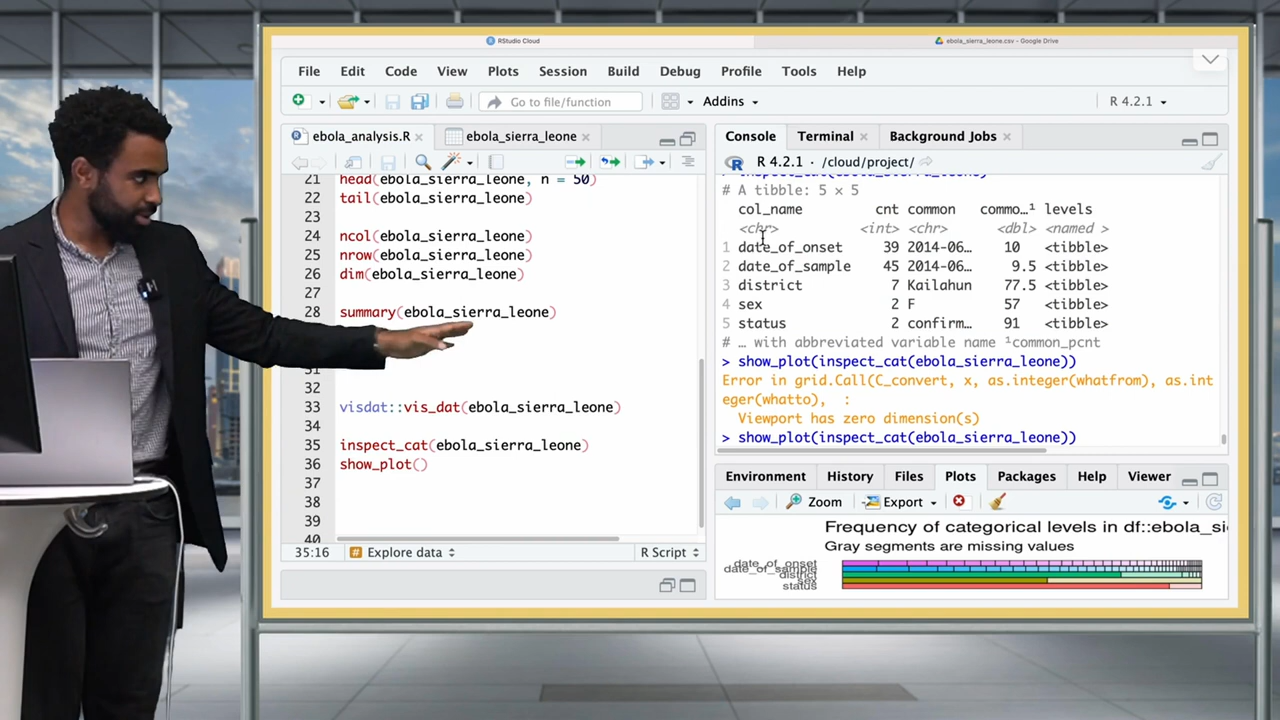 RStudio Cloud
ebola_sierra_leone.csv - Google Drive
File Edit Code View Plots Session Build Debug Profile Tools Help
Go to file/function
Addins
R 4.2.1
ebola_analysis.R
ebola_sierra_leone
21 head(ebola_sierra_leone, n = 50)
22 tail(ebola_sierra_leone)
23
24 ncol(ebola_sierra_leone)
25 nrow(ebola_sierra_leone)
26 dim(ebola_sierra_leone)
27
28 summary(ebola_sierra_leone)
31
32
33 visdat::vis_dat(ebola_sierra_leone)
34
35 inspect_cat(ebola_sierra_leone)
36 show_plot()
37
38
39
40
35:16 # Explore data R Script
Console Terminal Background Jobs
R R 4.2.1 · /cloud/project/
> inspect_cat(ebola_sierra_leone)
# A tibble: 5 × 5
col_name cnt common commo…¹ levels
<chr> <int> <chr> <dbl> <named >
1 date_of_onset 39 2014-06… 10 <tibble>
2 date_of_sample 45 2014-06… 9.5 <tibble>
3 district 7 Kailahun 77.5 <tibble>
4 sex 2 F 57 <tibble>
5 status 2 confirm… 91 <tibble>
# … with abbreviated variable name ¹common_pcnt
> show_plot(inspect_cat(ebola_sierra_leone))
Error in grid.Call(C_convert, x, as.integer(whatfrom), as.int
eger(whatto), :
Viewport has zero dimension(s)
> show_plot(inspect_cat(ebola_sierra_leone))
Environment History Files Plots Packages Help Viewer
Zoom Export
Frequency of categorical levels in df::ebola_si
Gray segments are missing values
date_of_onset
date_of_sample
district
sex
status